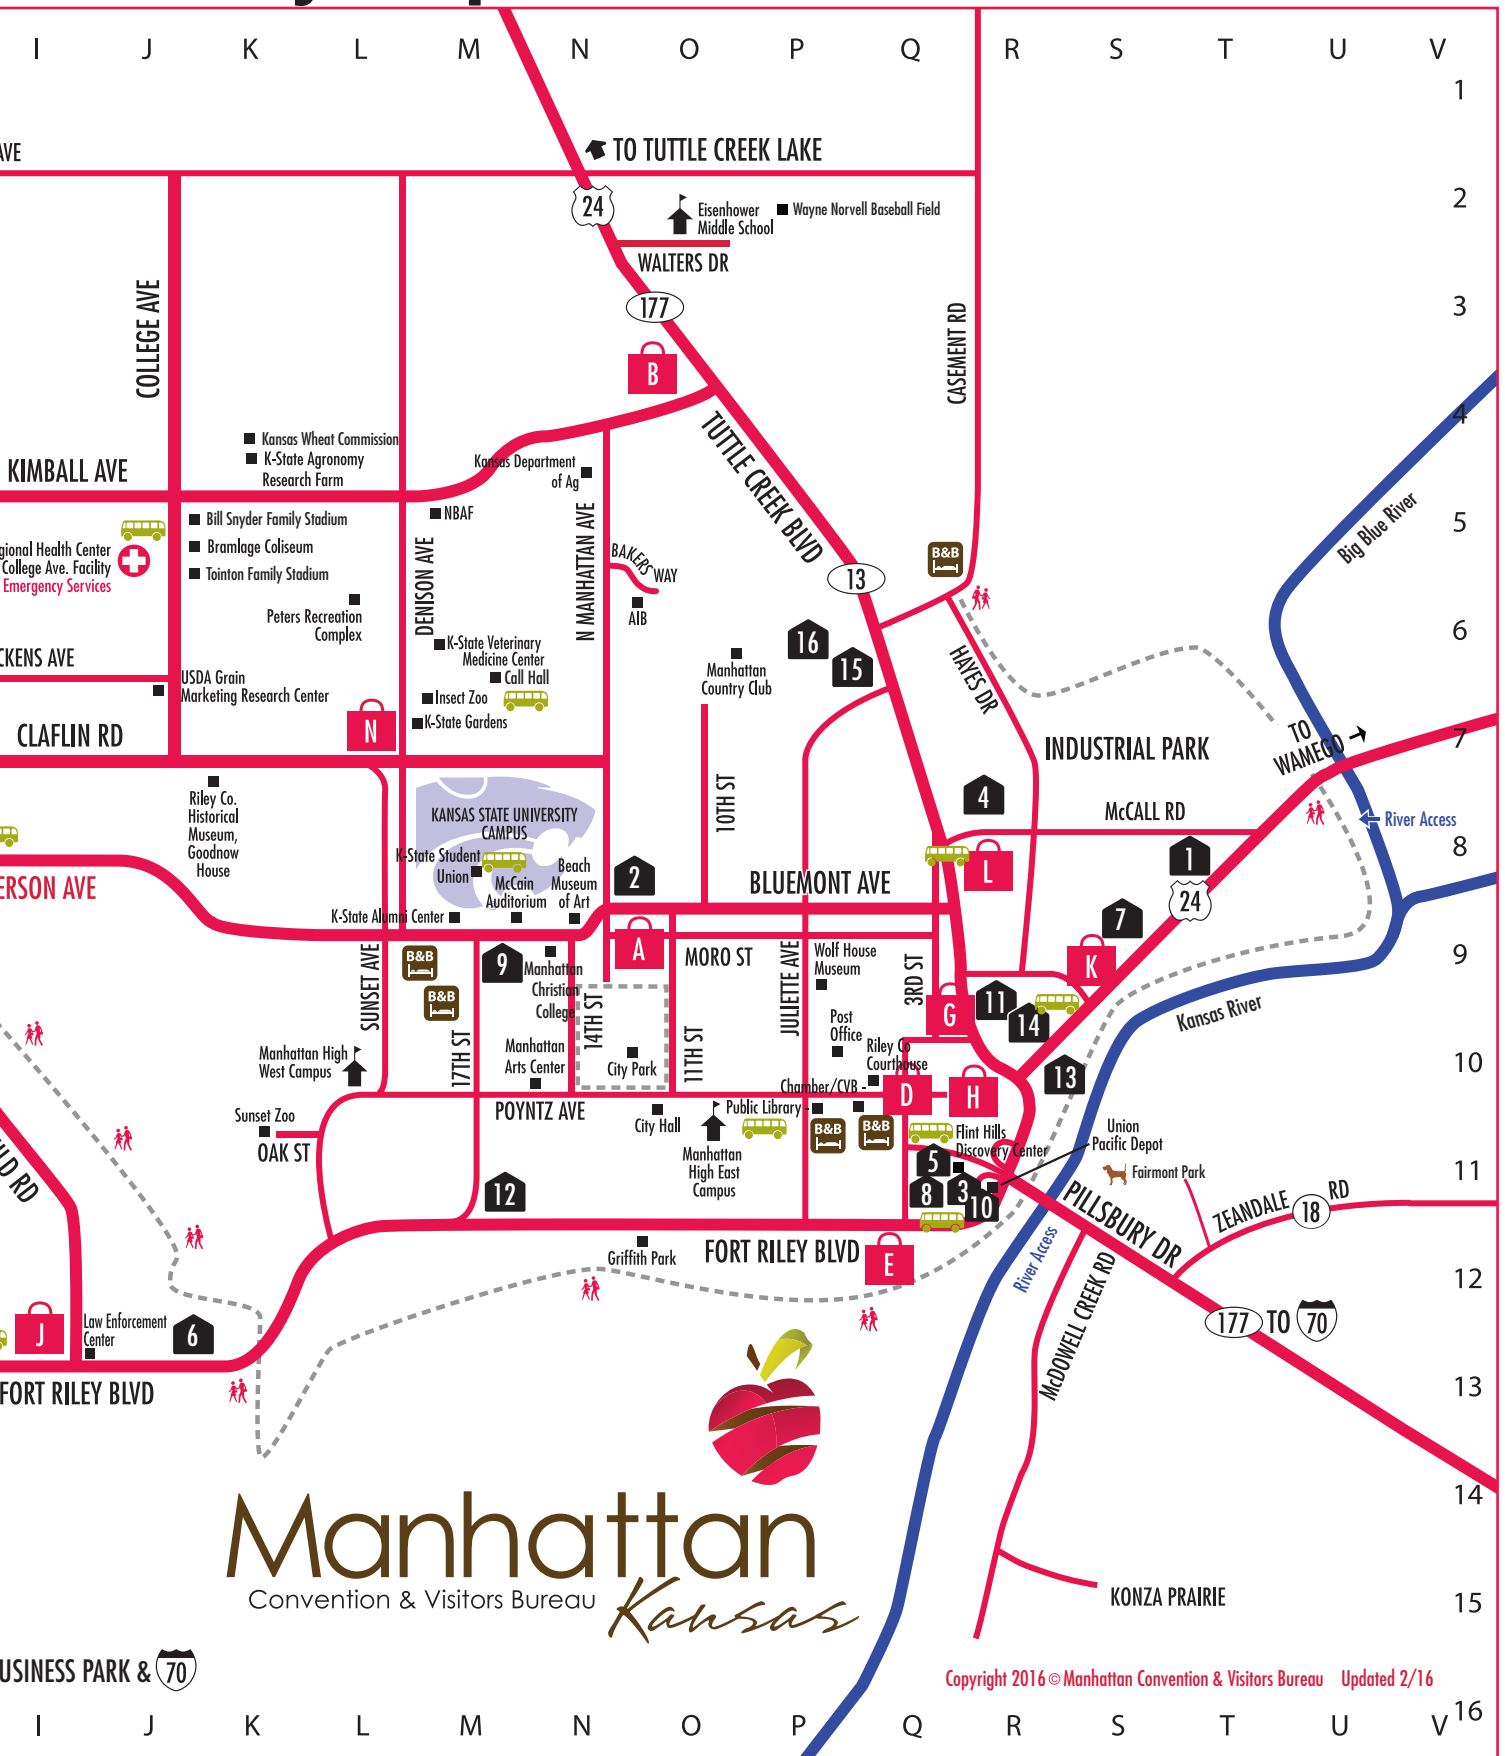 I J K L M N O P Q R S T U V
1
AVE
TO TUTTLE CREEK LAKE
2
24
Eisenhower
Middle School
Wayne Norvell Baseball Field
WALTERS DR
COLLEGE AVE
177
3
CASEMENT RD
B
4
TUTTLE CREEK BLVD
Kansas Wheat Commission
K-State Agronomy
Research Farm
KIMBALL AVE
Kansas Department
of Ag
Bill Snyder Family Stadium
NBAF
5
Big Blue River
gional Health Center
College Ave. Facility
Emergency Services
Bramlage Coliseum
Tointon Family Stadium
DENISON AVE
N MANHATTAN AVE
BAKERS WAY
B&B
13
AIB
Peters Recreation
Complex
6
16
15
HAYES DR
K-State Veterinary
Medicine Center
Call Hall
Manhattan
Country Club
CKENS AVE
USDA Grain
Marketing Research Center
Insect Zoo
K-State Gardens
N
CLAFLIN RD
TO
WAMEGO
7
INDUSTRIAL PARK
Riley Co.
Historical
Museum,
Goodnow
House
KANSAS STATE UNIVERSITY
CAMPUS
10TH ST
4
McCALL RD
River Access
8
K-State Student
Union
McCain
Auditorium
Beach
Museum
of Art
2
BLUEMONT AVE
L
1
24
ERSON AVE
K-State Alumni Center
7
SUNSET AVE
B&B
9
Manhattan
Christian
College
A
MORO ST
JULIETTE AVE
Wolf House
Museum
3RD ST
K
9
B&B
17TH ST
14TH ST
11TH ST
Post
Office
G
11
14
Kansas River
Manhattan High
West Campus
Manhattan
Arts Center
City Park
Riley Co
Courthouse
10
13
Chamber/CVB
D
H
POYNTZ AVE
Sunset Zoo
OAK ST
City Hall
Public Library
B&B
B&B
Flint Hills
Discovery Center
Union
Pacific Depot
Manhattan
High East
Campus
5
8
3
10
Fairmont Park
11
12
PILLSBURY DR
ZEANDALE
18
RD
ILD RD
Griffith Park
FORT RILEY BLVD
E
River Access
McDOWELL CREEK RD
12
J
Law Enforcement
Center
6
177
TO
70
FORT RILEY BLVD
13
14
Manhattan
Convention & Visitors Bureau
Kansas
KONZA PRAIRIE
15
USINESS PARK &
70
Copyright 2016 © Manhattan Convention & Visitors Bureau Updated 2/16
I J K L M N O P Q R S T U V
16